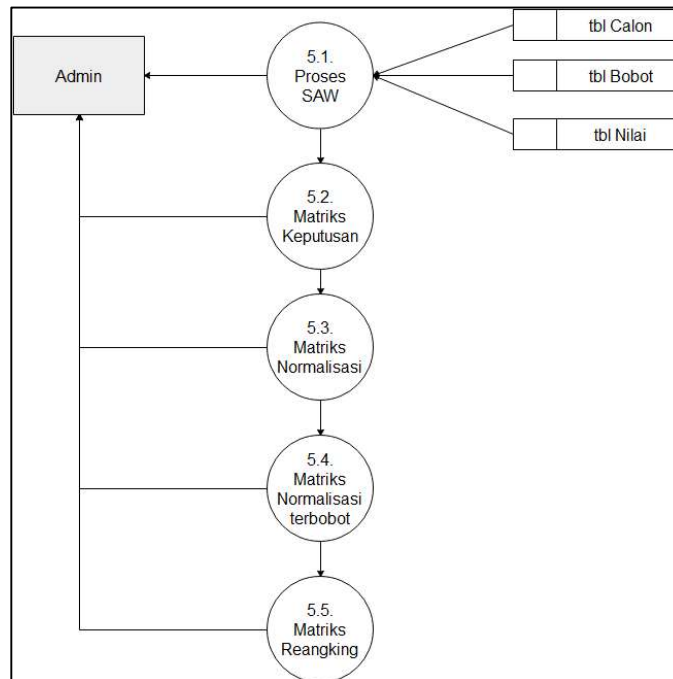 Admin
5.1.
Proses
SAW
tbl Calon
tbl Bobot
tbl Nilai
5.2.
Matriks
Keputusan
5.3.
Matriks
Normalisasi
5.4.
Matriks
Normalisasi
terbobot
5.5.
Matriks
Reangking